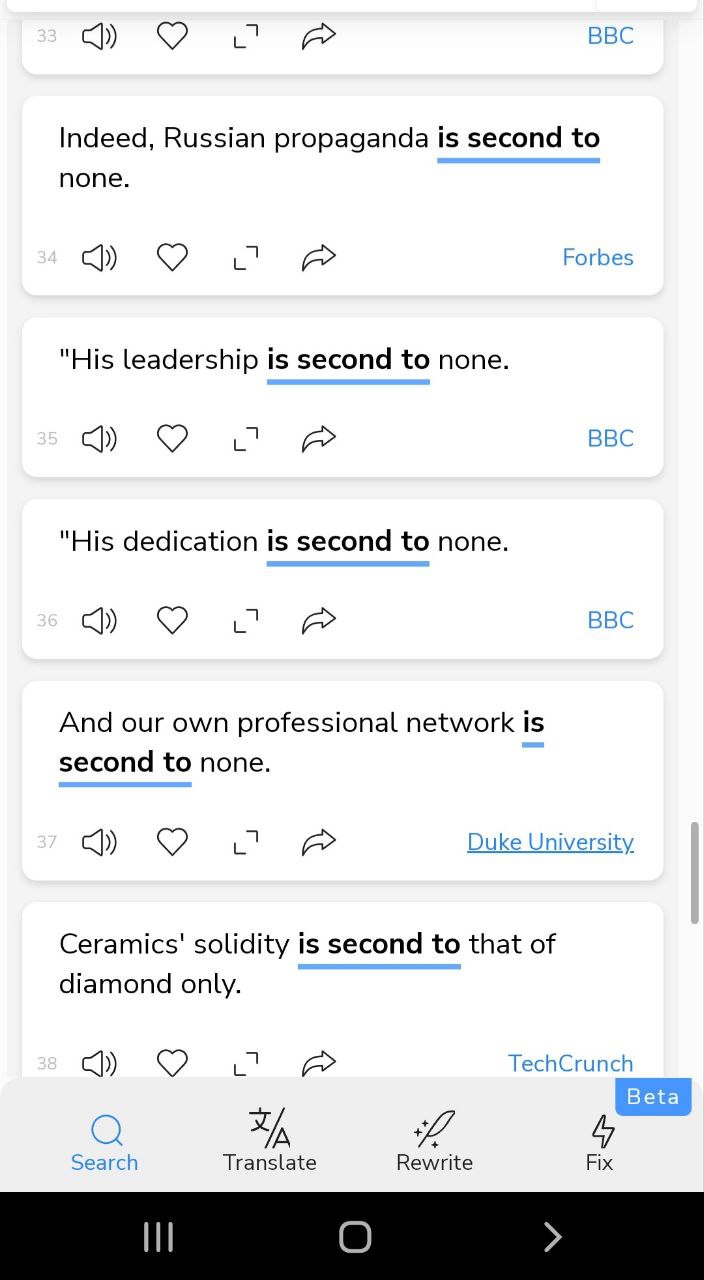 33 BBC
Indeed, Russian propaganda is second to
none.
34 Forbes
"His leadership is second to none.
35 BBC
"His dedication is second to none.
36 BBC
And our own professional network is
second to none.
37 Duke University
Ceramics' solidity is second to that of
diamond only.
38 TechCrunch
Beta
Search Translate Rewrite Fix